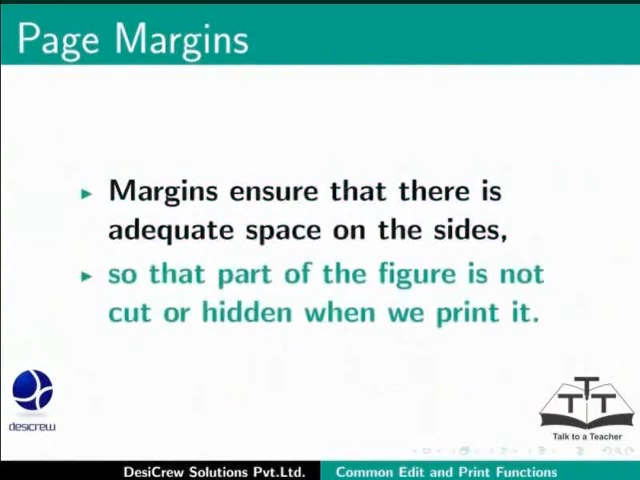 Page Margins
▸ Margins ensure that there is
adequate space on the sides,
▸ so that part of the figure is not
cut or hidden when we print it.
desicrew
TTT
Talk to a Teacher
DesiCrew Solutions Pvt.Ltd. Common Edit and Print Functions